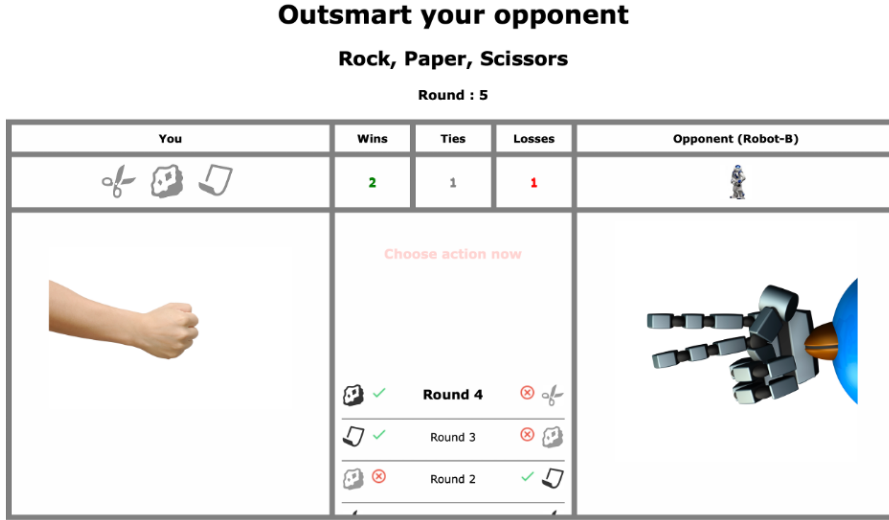 Outsmart your opponent
Rock, Paper, Scissors
Round : 5
You Wins Ties Losses Opponent (Robot-B)
2 1 1
Choose action now
Round 4
Round 3
Round 2